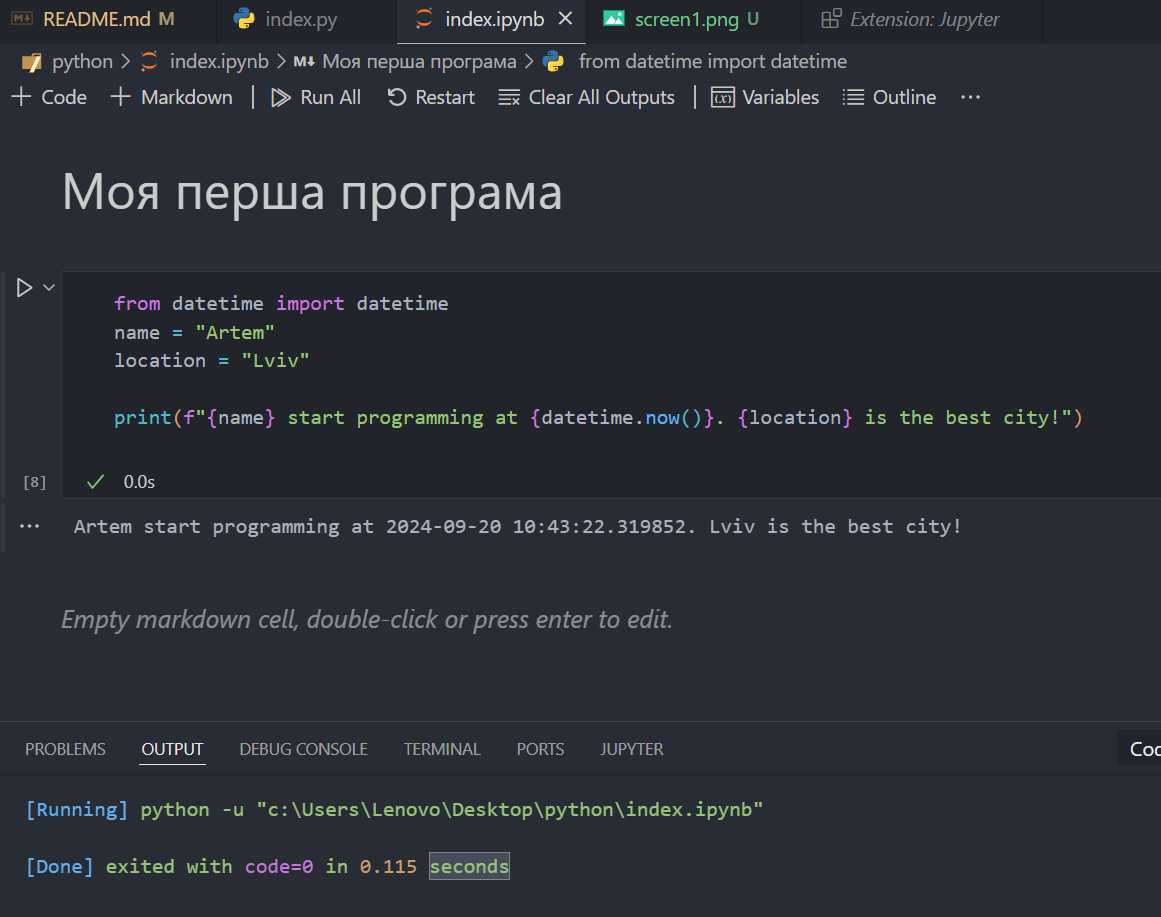 README.md M index.py index.ipynb screen1.png U Extension: Jupyter
python > index.ipynb > M↓ Моя перша програма > from datetime import datetime
+ Code + Markdown | Run All Restart Clear All Outputs | Variables Outline ...
Моя перша програма
from datetime import datetime
name = "Artem"
location = "Lviv"
print(f"{name} start programming at {datetime.now()}. {location} is the best city!")
[8] ✓ 0.0s
... Artem start programming at 2024-09-20 10:43:22.319852. Lviv is the best city!
Empty markdown cell, double-click or press enter to edit.
PROBLEMS OUTPUT DEBUG CONSOLE TERMINAL PORTS JUPYTER Cod
[Running] python -u "c:\Users\Lenovo\Desktop\python\index.ipynb"
[Done] exited with code=0 in 0.115 seconds